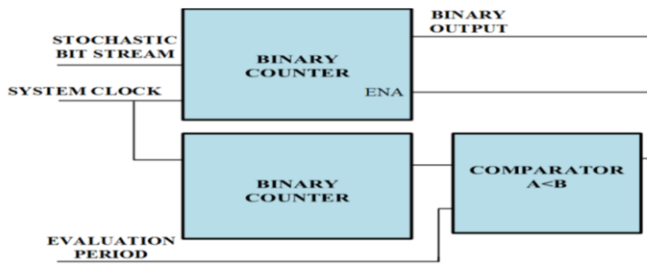 BINARY
OUTPUT
STOCHASTIC
BIT STREAM
BINARY
COUNTER
SYSTEM CLOCK
ENA
BINARY
COUNTER
COMPARATOR
A<B
EVALUATION
PERIOD